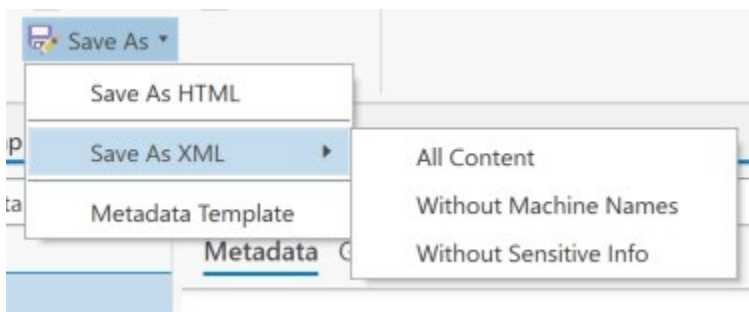 Save As
Save As HTML
Save As XML
All Content
Metadata Template
Without Machine Names
Metadata
Without Sensitive Info